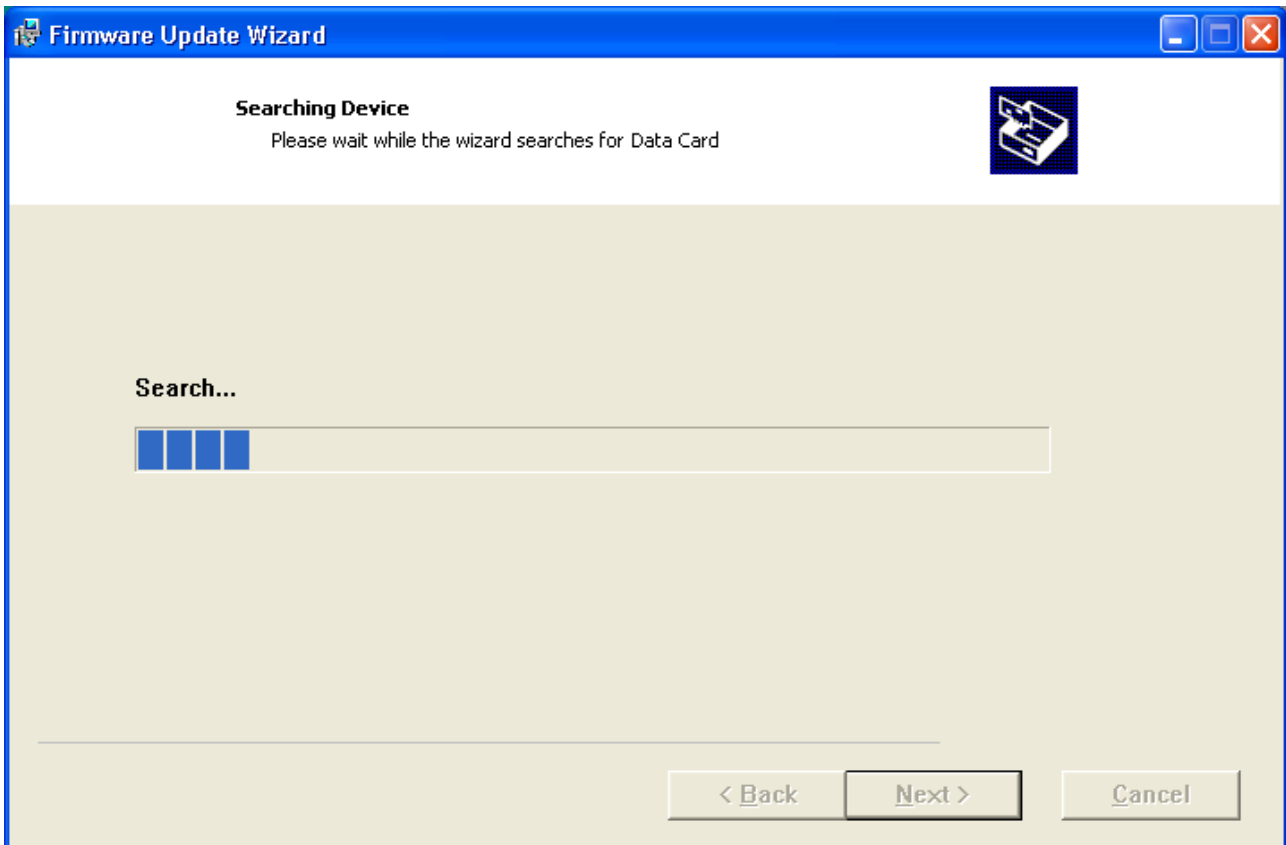 Firmware Update Wizard
Searching Device
Please wait while the wizard searches for Data Card
Search...
< Back
Next >
Cancel